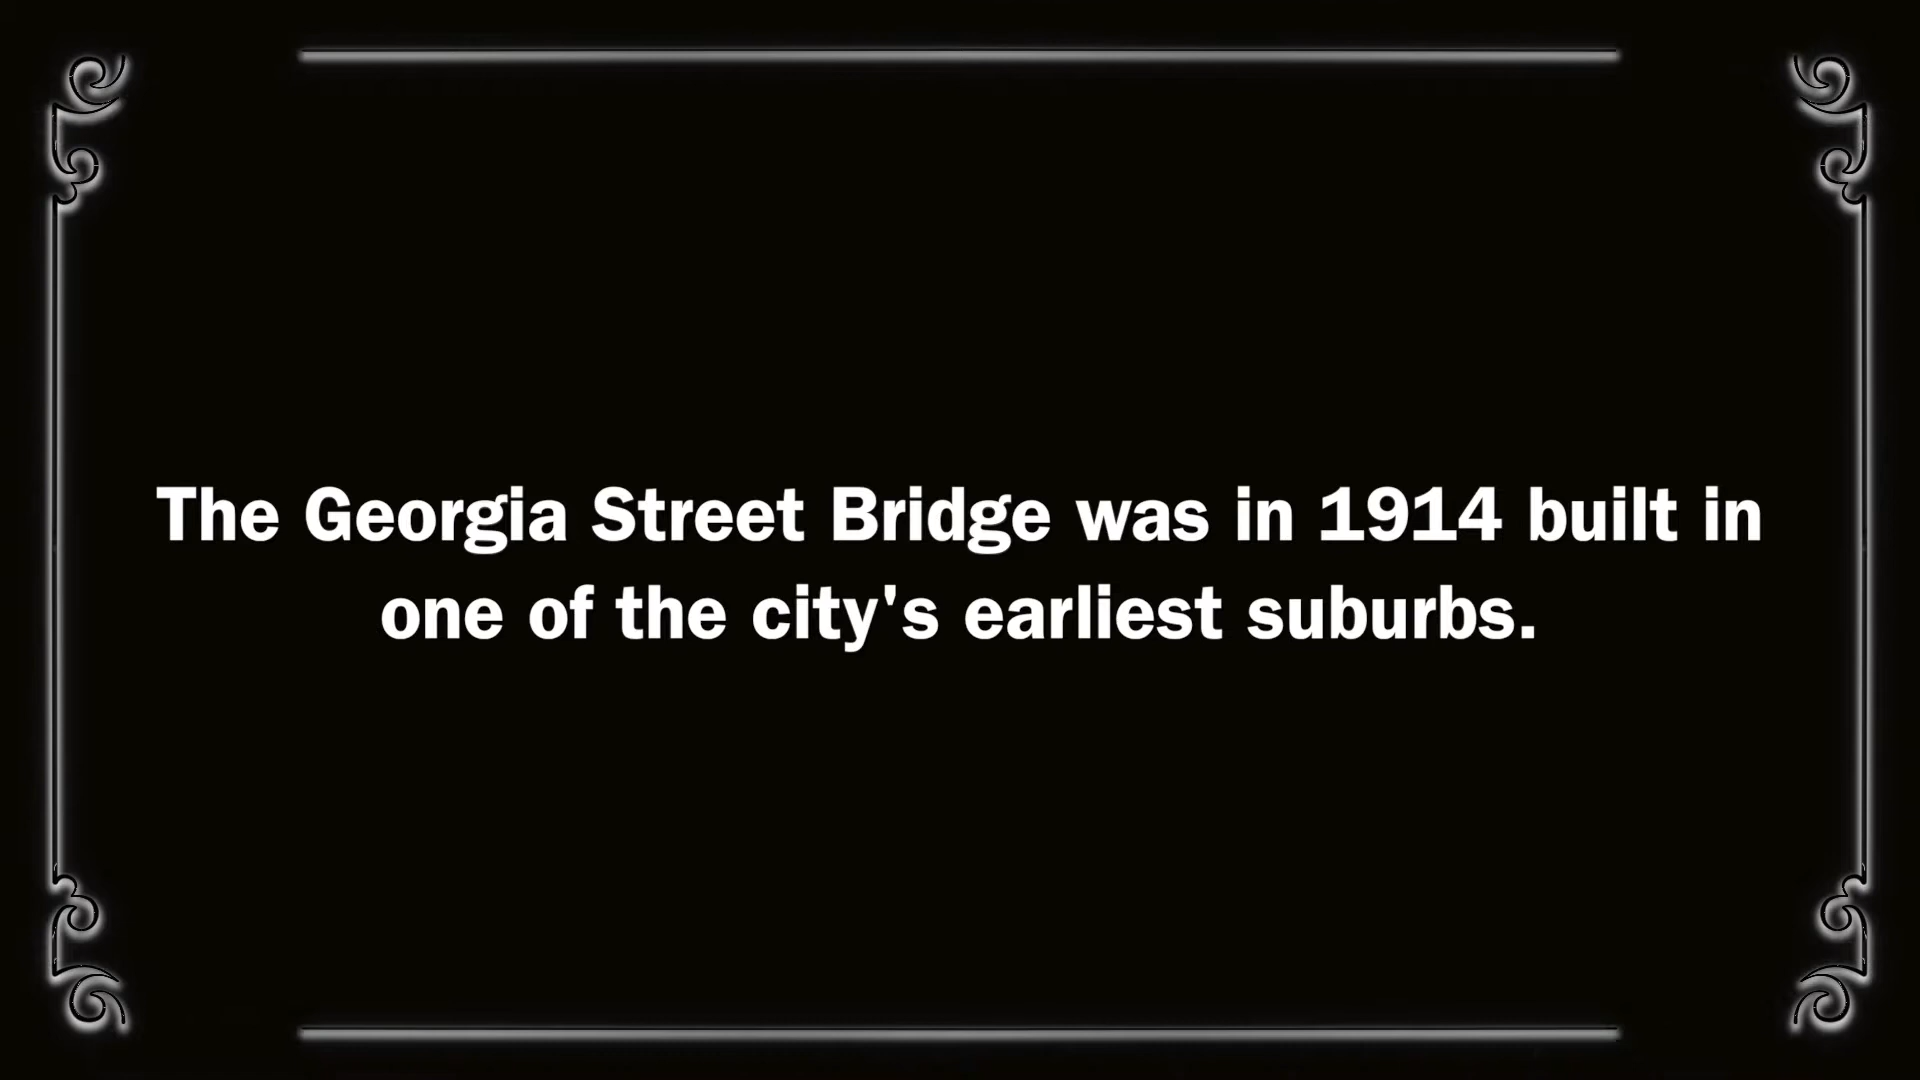 The Georgia Street Bridge was in 1914 built in
one of the city's earliest suburbs.